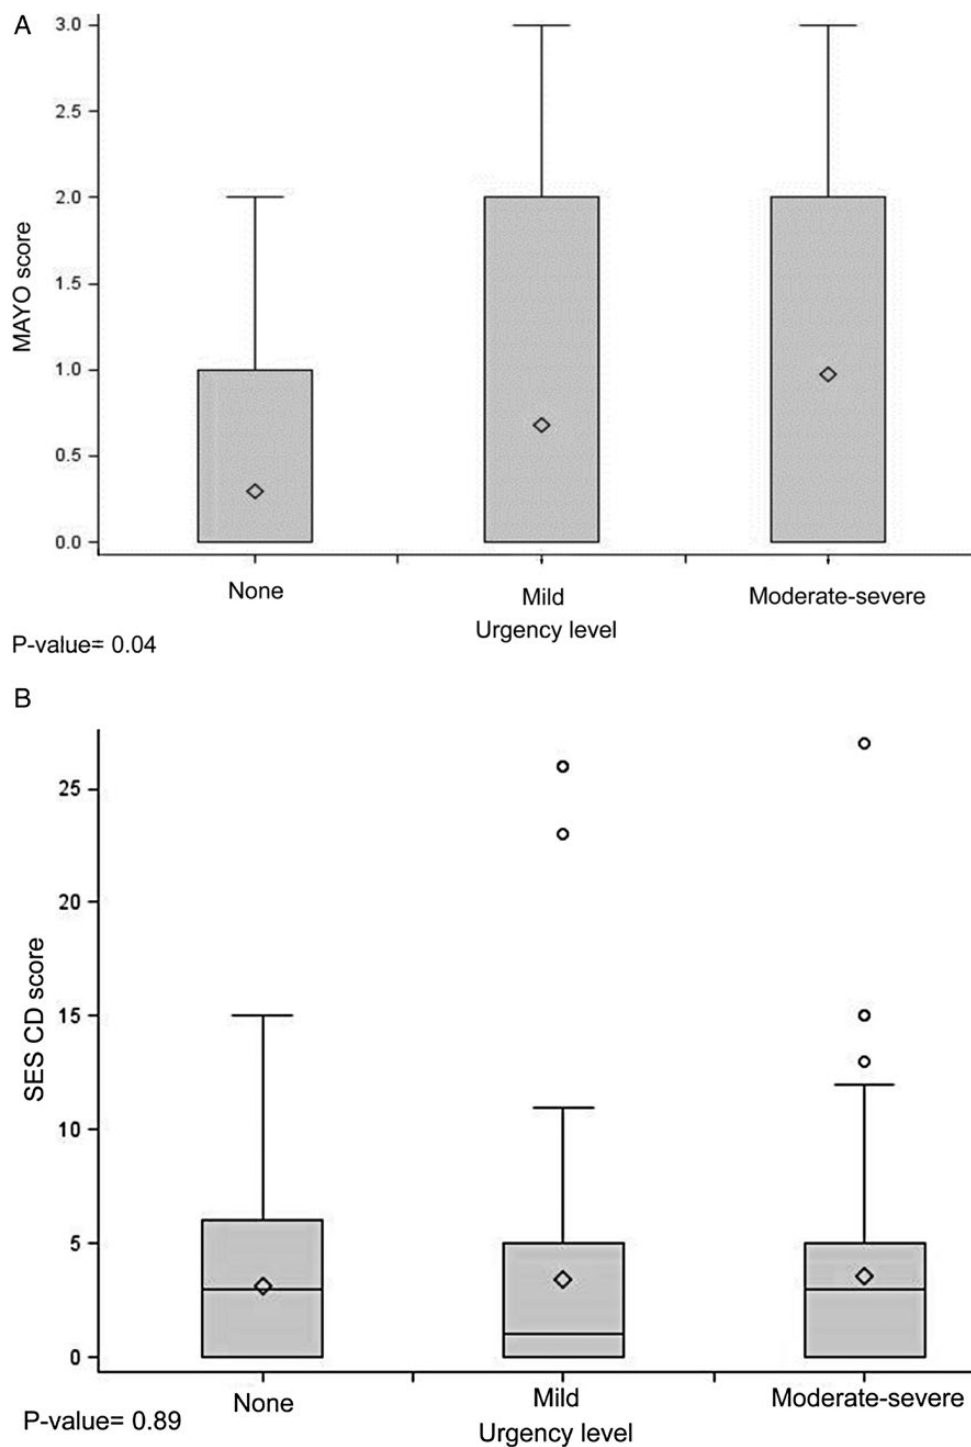 A
3.0
2.5
2.0
1.5
1.0
0.5
0.0
MAYO score
None
Mild
Moderate-severe
Urgency level
P-value= 0.04
B
25
20
15
10
5
0
SES CD score
None
Mild
Moderate-severe
Urgency level
P-value= 0.89